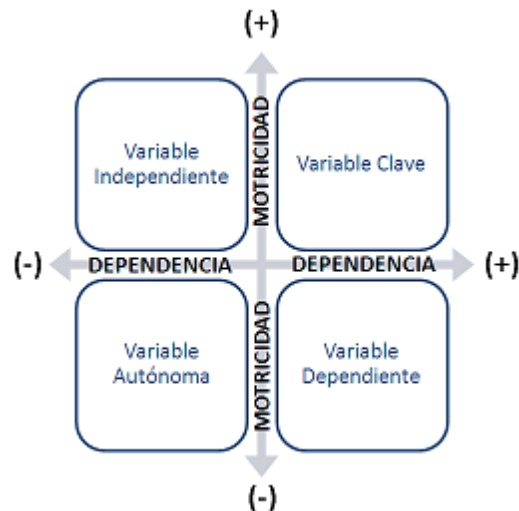 (+)
Variable
Independiente
MOTRICIDAD
Variable Clave
(-)
DEPENDENCIA
DEPENDENCIA
(+)
Variable
Autónoma
MOTRICIDAD
Variable
Dependiente
(-)